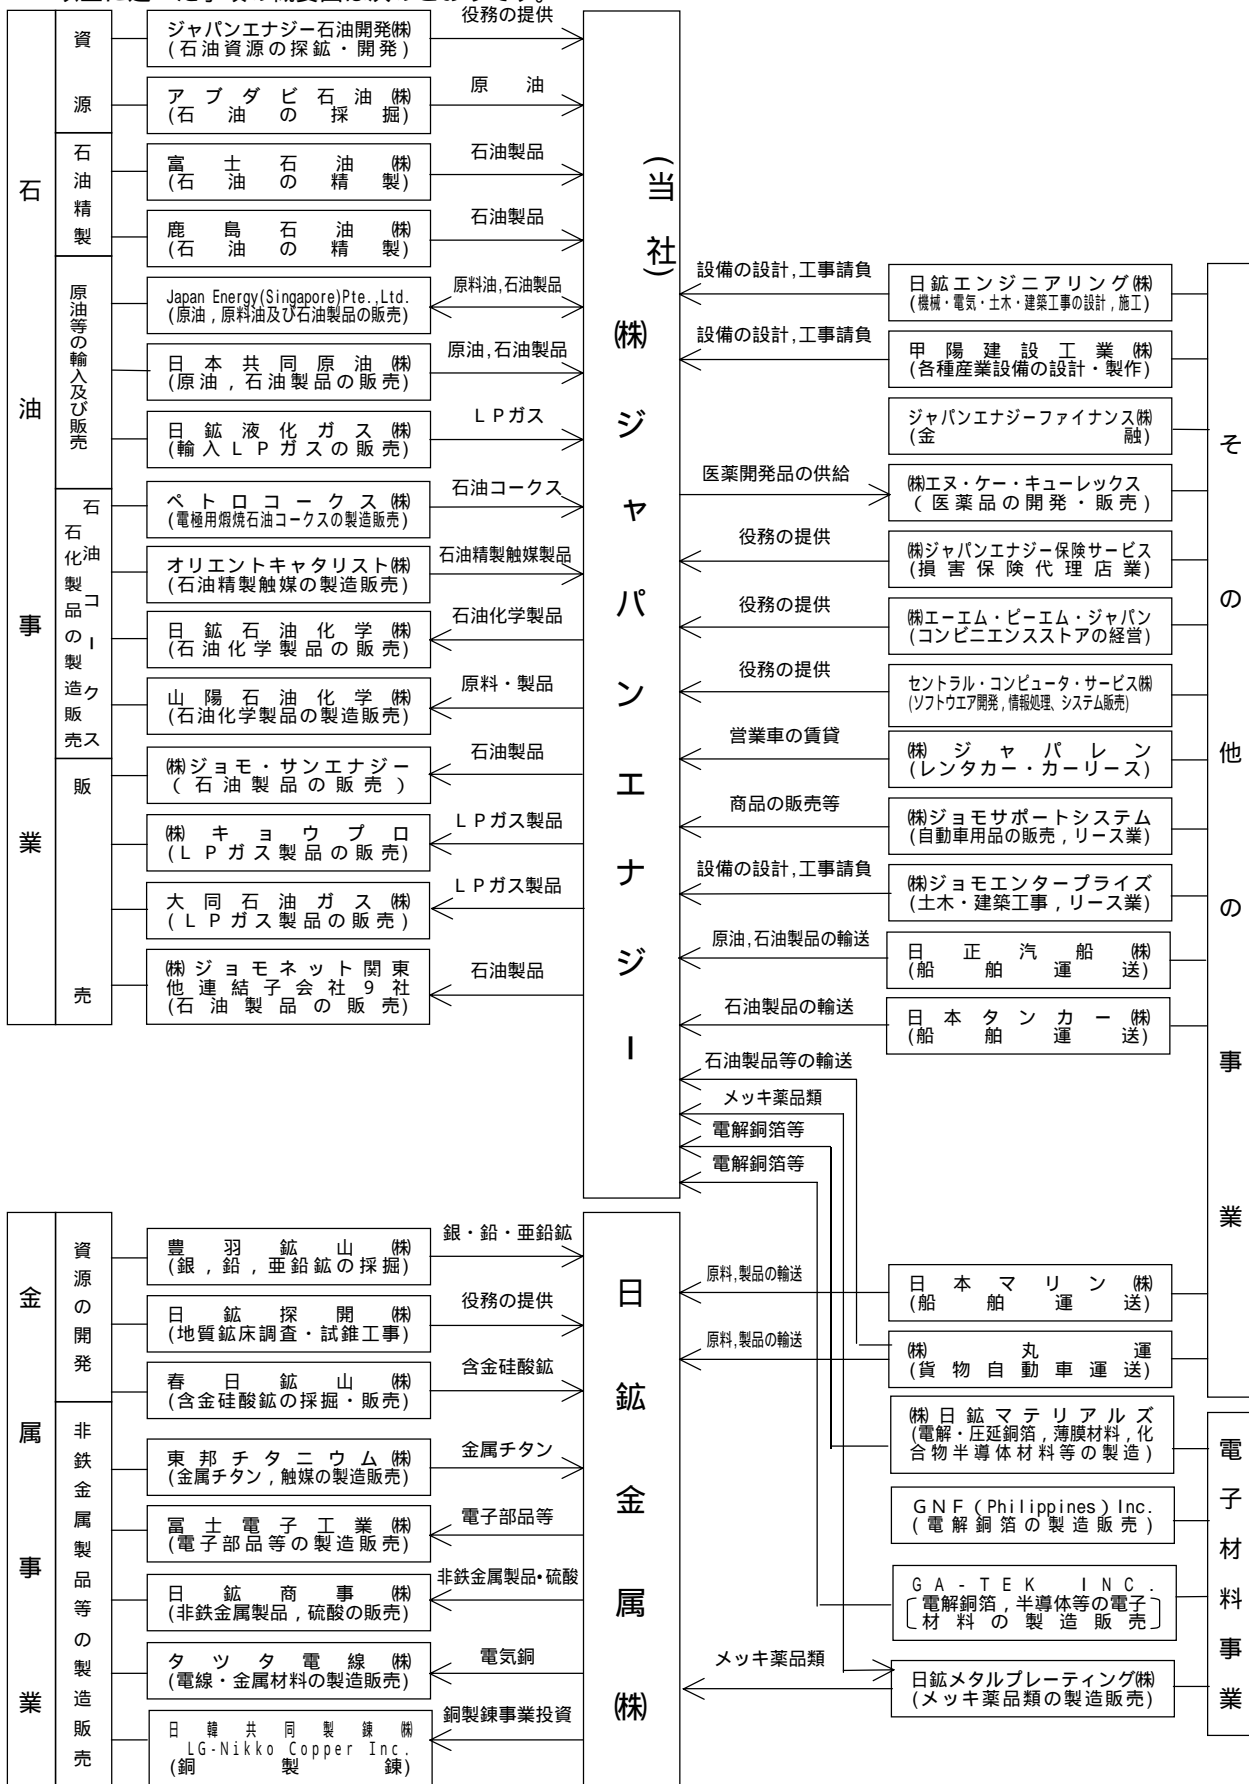 石油事業
資源
ジャパンエナジー石油開発㈱
(石油資源の探鉱・開発)
役務の提供
アブダビ石油㈱
(石油の採掘)
原油
石油精製
富士石油㈱
(石油の精製)
石油製品
鹿島石油㈱
(石油の精製)
石油製品
原油等の輸入及び販売
Japan Energy(Singapore)Pte.,Ltd.
(原油,原料油及び石油製品の販売)
原料油,石油製品
日本共同原油㈱
(原油,石油製品の販売)
原油,石油製品
日鉱液化ガス㈱
(輸入LPガスの販売)
LPガス
石油コークス
石化製品の製造販売
ペトロコークス㈱
(電極用煆焼石油コークスの製造販売)
石油コークス
オリエントキャタリスト㈱
(石油精製触媒の製造販売)
石油精製触媒製品
日鉱石油化学㈱
(石油化学製品の販売)
石油化学製品
山陽石油化学㈱
(石油化学製品の製造販売)
原料・製品
販売
㈱ジョモ・サンエナジー
(石油製品の販売)
石油製品
㈱キョウプロ
(LPガス製品の販売)
LPガス製品
大同石油ガス㈱
(LPガス製品の販売)
LPガス製品
㈱ジョモネット関東
他連結子会社9社
(石油製品の販売)
石油製品
(当社)
㈱ジャパンエナジー
その他の事業
設備の設計,工事請負
日鉱エンジニアリング㈱
(機械・電気・土木・建築工事の設計,施工)
設備の設計,工事請負
甲陽建設工業㈱
(各種産業設備の設計・製作)
ジャパンエナジーファイナンス㈱
(金融)
医薬開発品の供給
㈱エヌ・ケー・キューレックス
(医薬品の開発・販売)
役務の提供
㈱ジャパンエナジー保険サービス
(損害保険代理店業)
役務の提供
㈱エーエム・ピーエム・ジャパン
(コンビニエンスストアの経営)
役務の提供
セントラル・コンピュータ・サービス㈱
(ソフトウエア開発,情報処理、システム販売)
営業車の賃貸
㈱ジャパレン
(レンタカー・カーリース)
商品の販売等
㈱ジョモサポートシステム
(自動車用品の販売,リース業)
設備の設計,工事請負
㈱ジョモエンタープライズ
(土木・建築工事,リース業)
原油,石油製品の輸送
日正汽船㈱
(船舶運送)
石油製品の輸送
日本タンカー㈱
(船舶運送)
石油製品等の輸送
メッキ薬品類
電解銅箔等
電解銅箔等
金属事業
資源の開発
豊羽鉱山㈱
(銀,鉛,亜鉛鉱の採掘)
銀・鉛・亜鉛鉱
日鉱探開㈱
(地質鉱床調査・試錐工事)
役務の提供
春日鉱山㈱
(含金硅酸鉱の採掘・販売)
含金硅酸鉱
非鉄金属製品等の製造販売
東邦チタニウム㈱
(金属チタン,触媒の製造販売)
金属チタン
冨士電子工業㈱
(電子部品等の製造販売)
電子部品等
日鉱商事㈱
(非鉄金属製品,硫酸の販売)
非鉄金属製品・硫酸
タツタ電線㈱
(電線・金属材料の製造販売)
電気銅
日韓共同製錬㈱
LG-Nikko Copper Inc.
(銅製錬)
銅製錬事業投資
日鉱金属㈱
原料,製品の輸送
日本マリン㈱
(船舶運送)
原料,製品の輸送
㈱丸運
(貨物自動車運送)
電子材料事業
㈱日鉱マテリアルズ
(電解・圧延銅箔,薄膜材料,化
合物半導体材料等の製造)
GNF(Philippines)Inc.
(電解銅箔の製造販売)
GA-TEK INC.
電解銅箔,半導体等の電子
材料の製造販売
メッキ薬品類
日鉱メタルプレーティング㈱
(メッキ薬品類の製造販売)